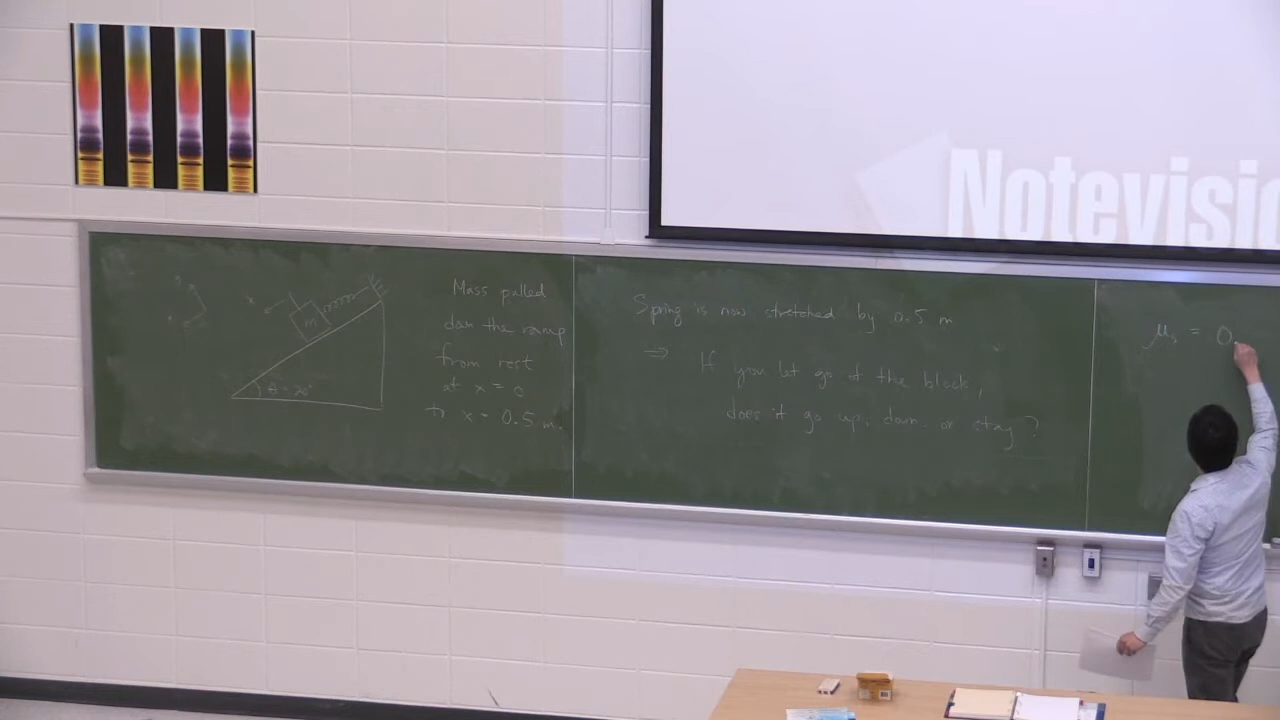 Notevisio
m
θ = 20°
Mass pulled
down the ramp
from rest
at x = 0
to x = 0.5 m.
Spring is now stretched by 0.5 m
⇒ If you let go of the block,
does it go up, down, or stay?
μs = 0.